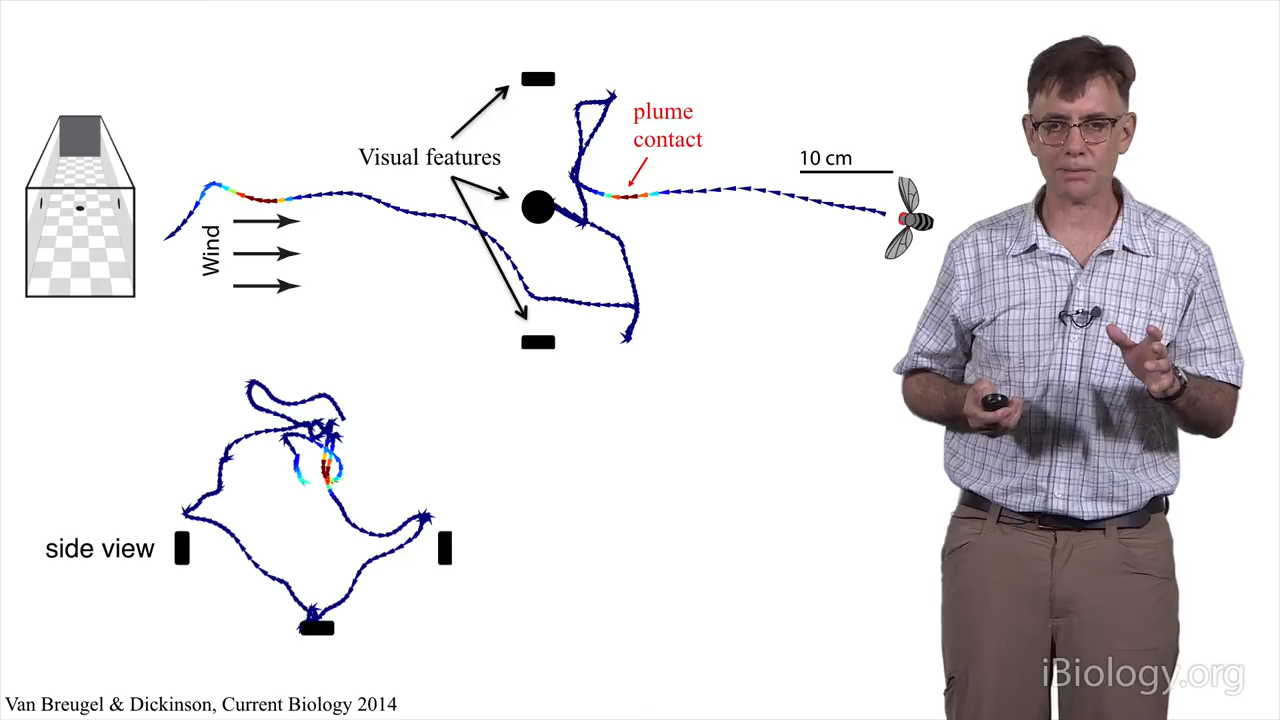 plume
contact
10 cm
Visual features
Wind
side view
iBiology.org
Van Breugel & Dickinson, Current Biology 2014